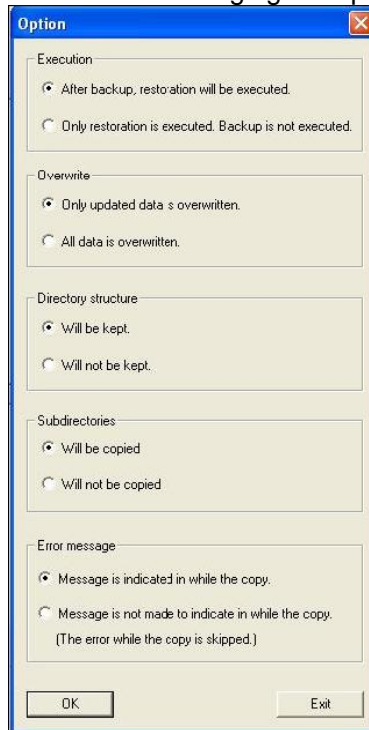 Option
Execution
After backup, restoration will be executed.
Only restoration is executed. Backup is not executed.
Overwrite
Only updated data s overwritten.
All data is overwritten.
Directory structure
Will be kept.
Will not be kept.
Subdirectories
Will be copied
Will not be copied
Error message
Message is indicated in while the copy.
Message is not made to indicate in while the copy.
(The error while the copy is skipped.)
OK Exit